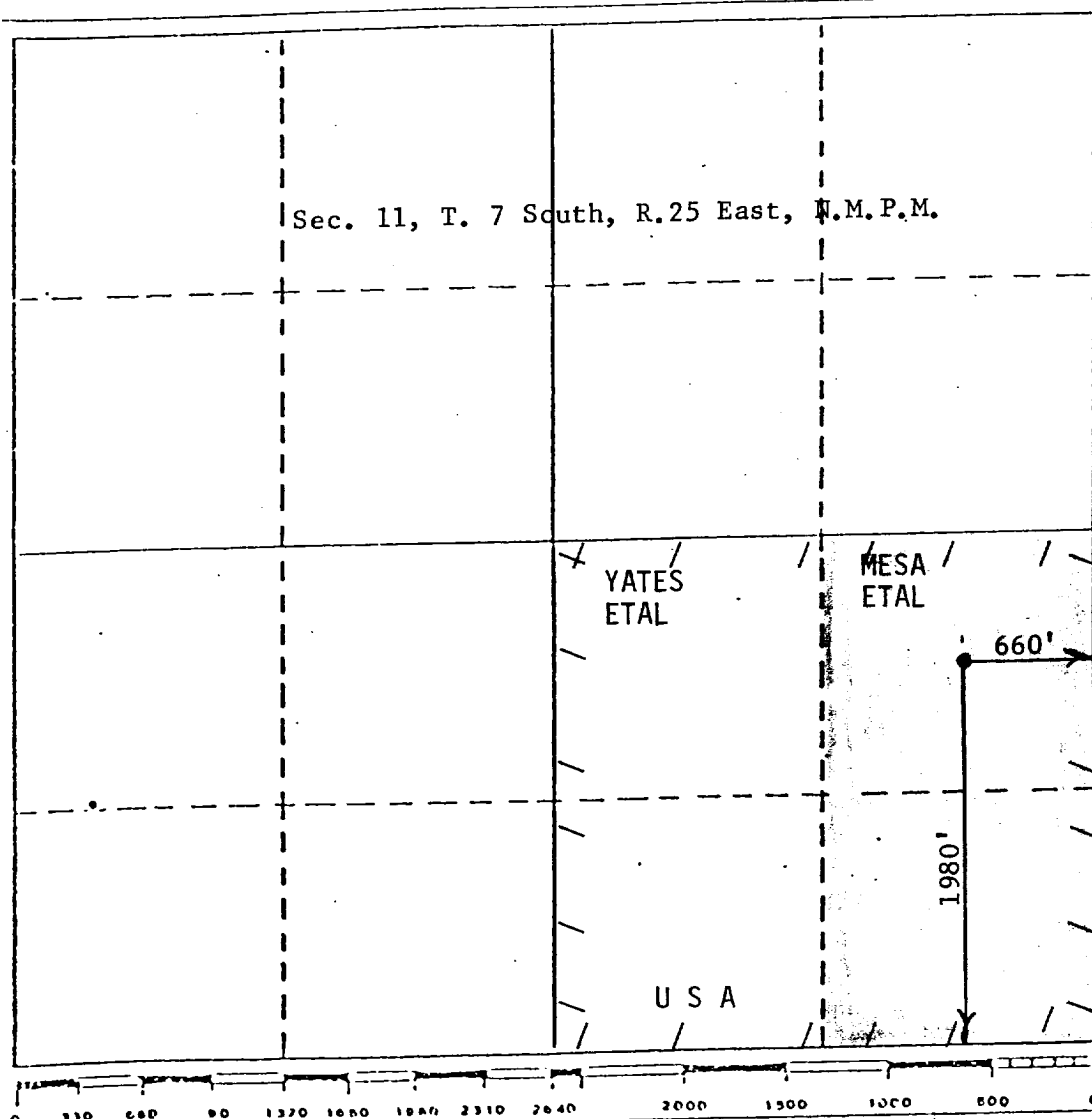 Sec. 11, T. 7 South, R.25 East, N.M.P.M.
YATES
ETAL
MESA
ETAL
660'
1980'
U S A
0 330 660 90 1320 1650 1980 2310 2640 2000 1500 1000 500